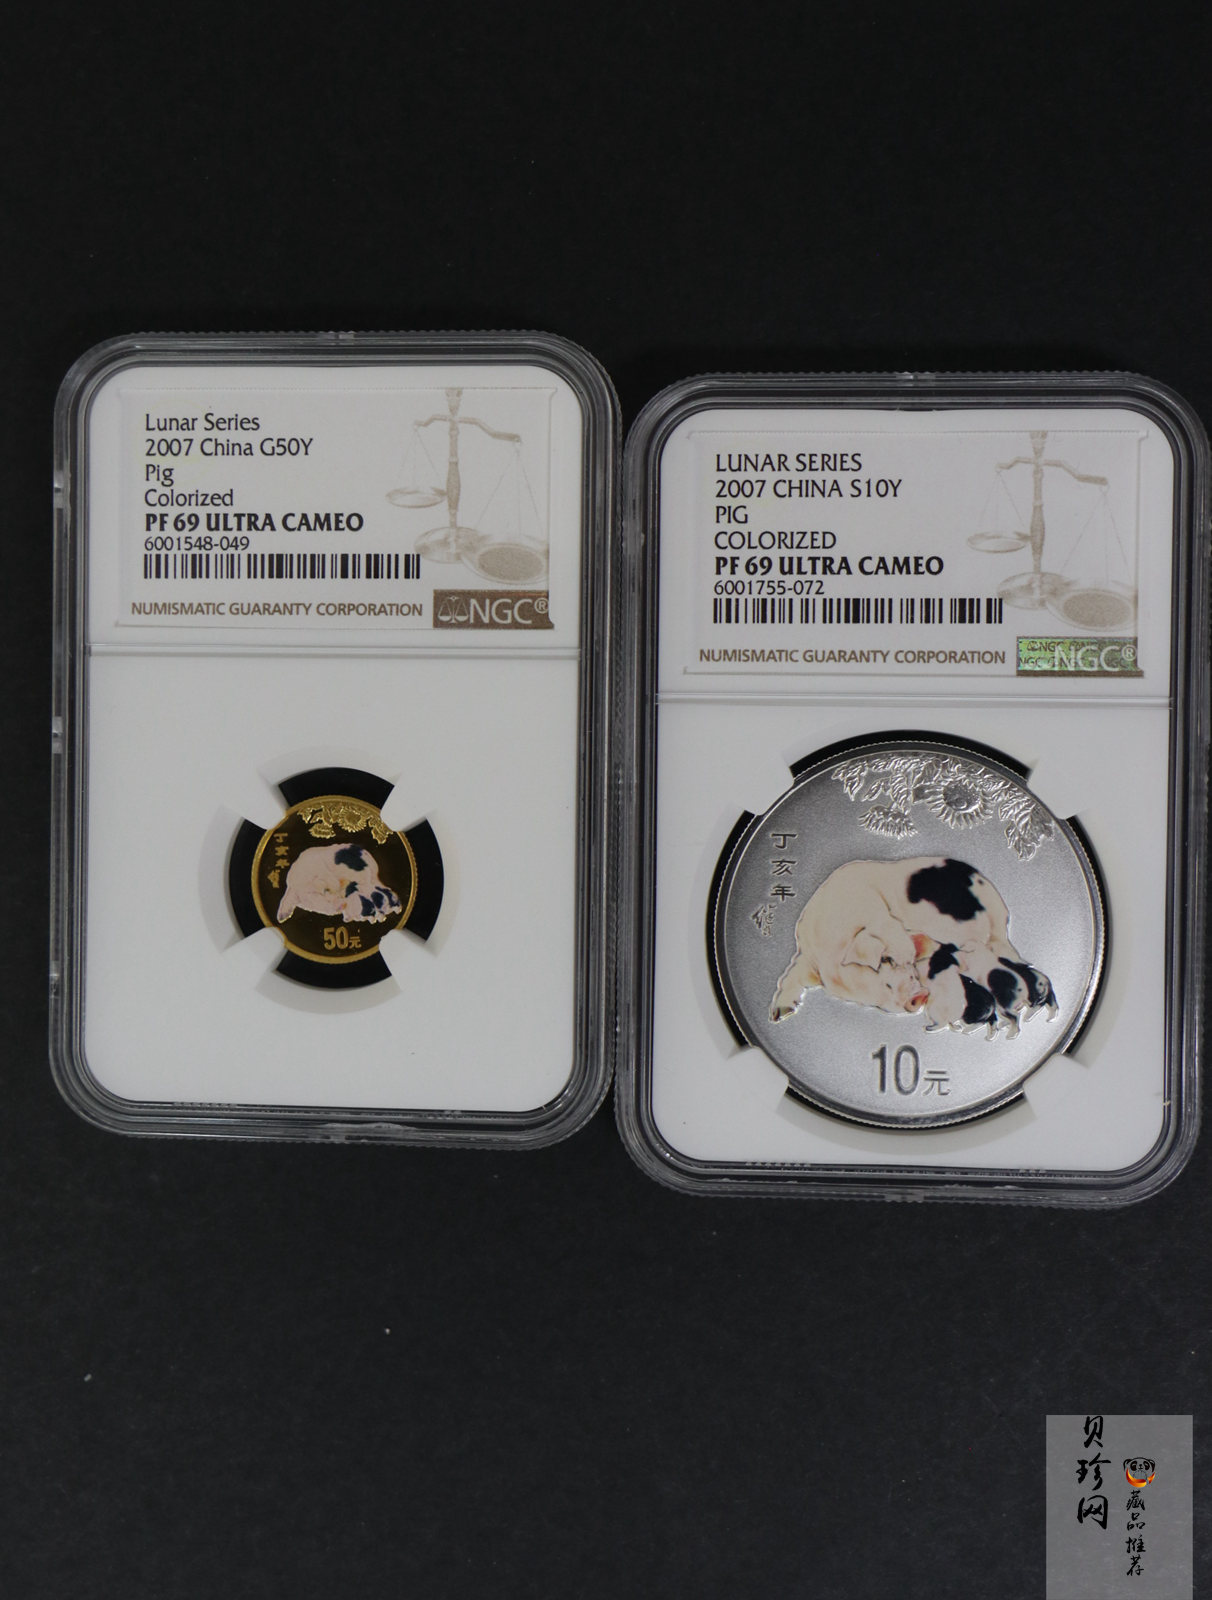 Lunar Series
2007 China G50Y
Pig
Colorized
PF 69 ULTRA CAMEO
6001548-049
NUMISMATIC GUARANTY CORPORATION
NGC®
丁亥年
50元
LUNAR SERIES
2007 CHINA S10Y
PIG
COLORIZED
PF 69 ULTRA CAMEO
6001755-072
NUMISMATIC GUARANTY CORPORATION
NGC®
丁亥年
10元
贝珍网
藏品推荐